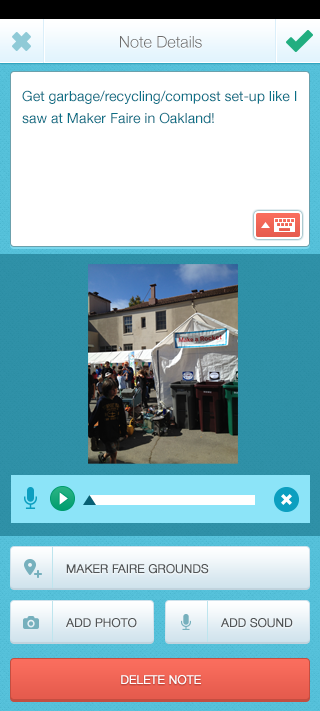 Note Details
Get garbage/recycling/compost set-up like I
saw at Maker Faire in Oakland!
Make a Rocket
MAKER FAIRE GROUNDS
ADD PHOTO
ADD SOUND
DELETE NOTE